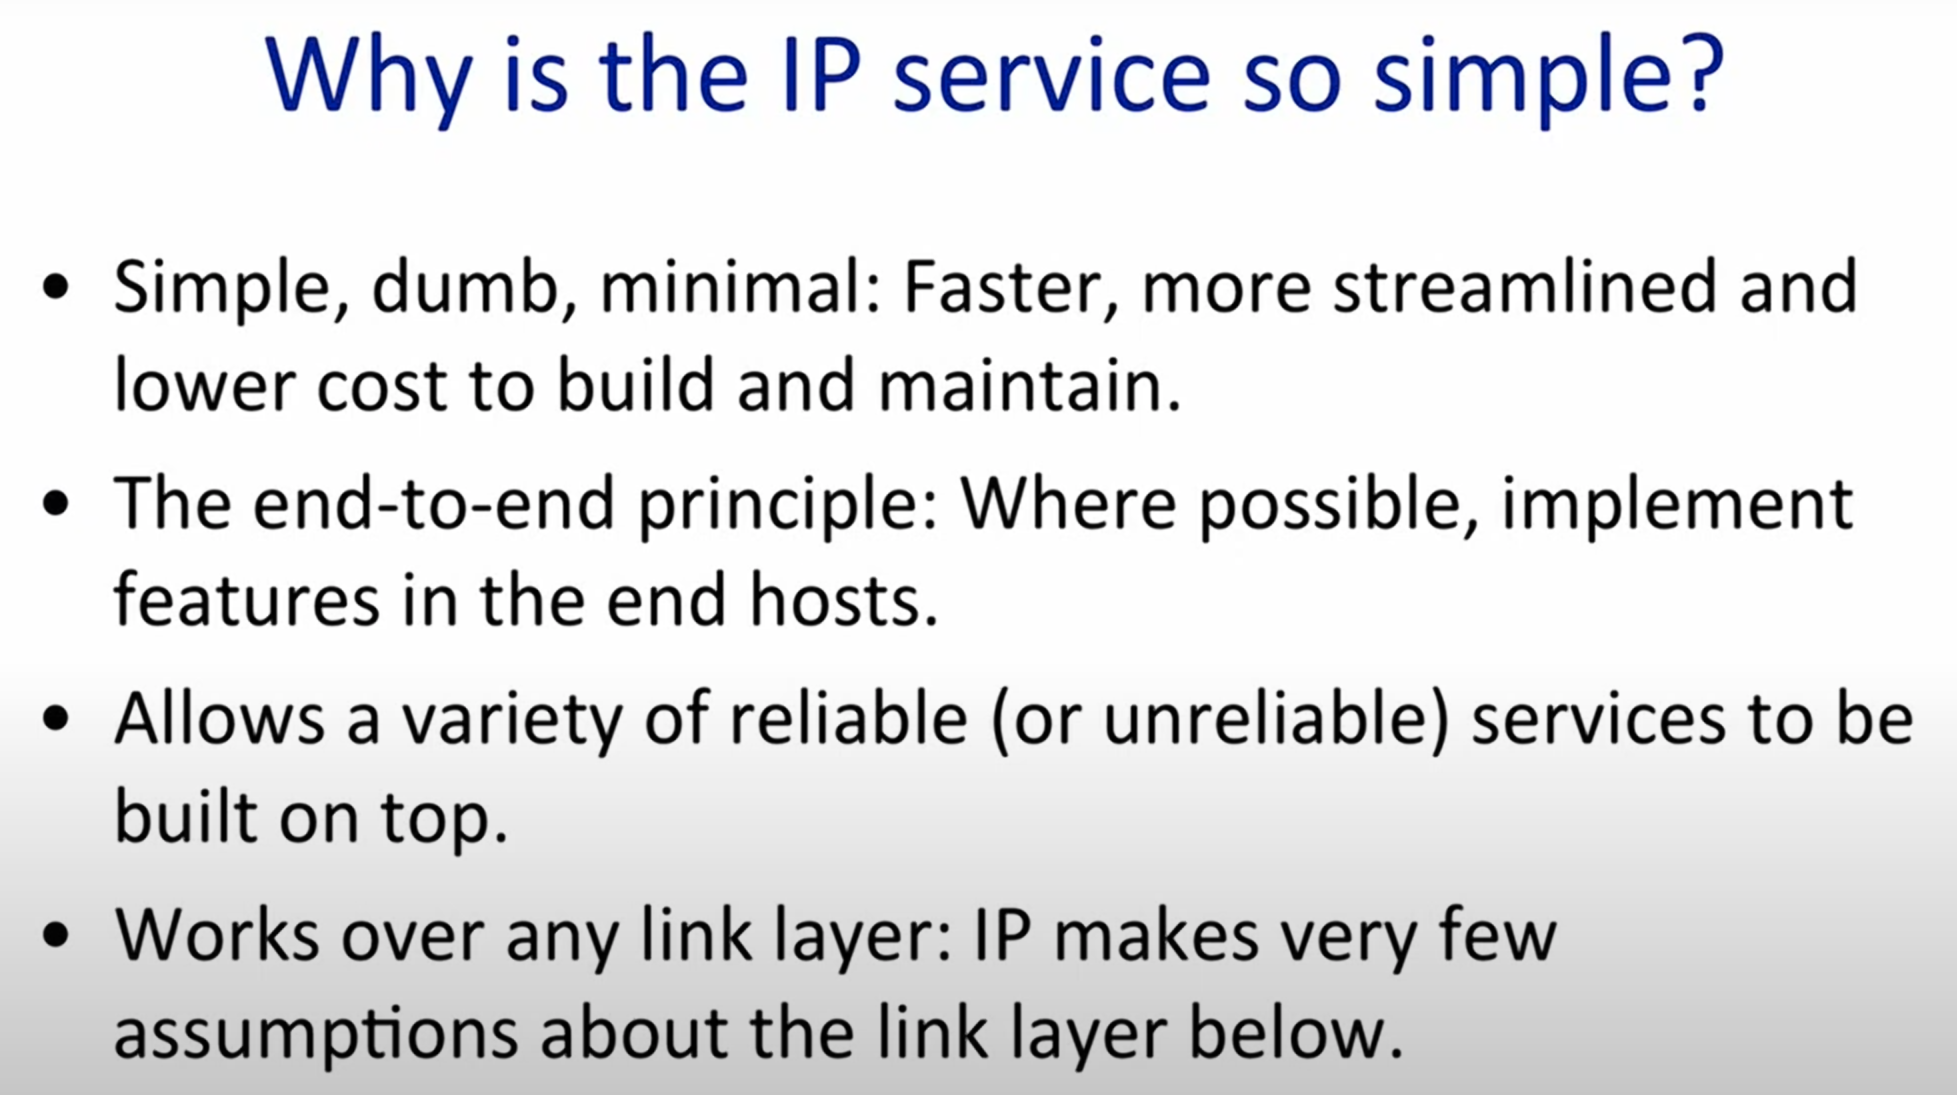 Why is the IP service so simple?
• Simple, dumb, minimal: Faster, more streamlined and
lower cost to build and maintain.
• The end-to-end principle: Where possible, implement
features in the end hosts.
• Allows a variety of reliable (or unreliable) services to be
built on top.
• Works over any link layer: IP makes very few
assumptions about the link layer below.